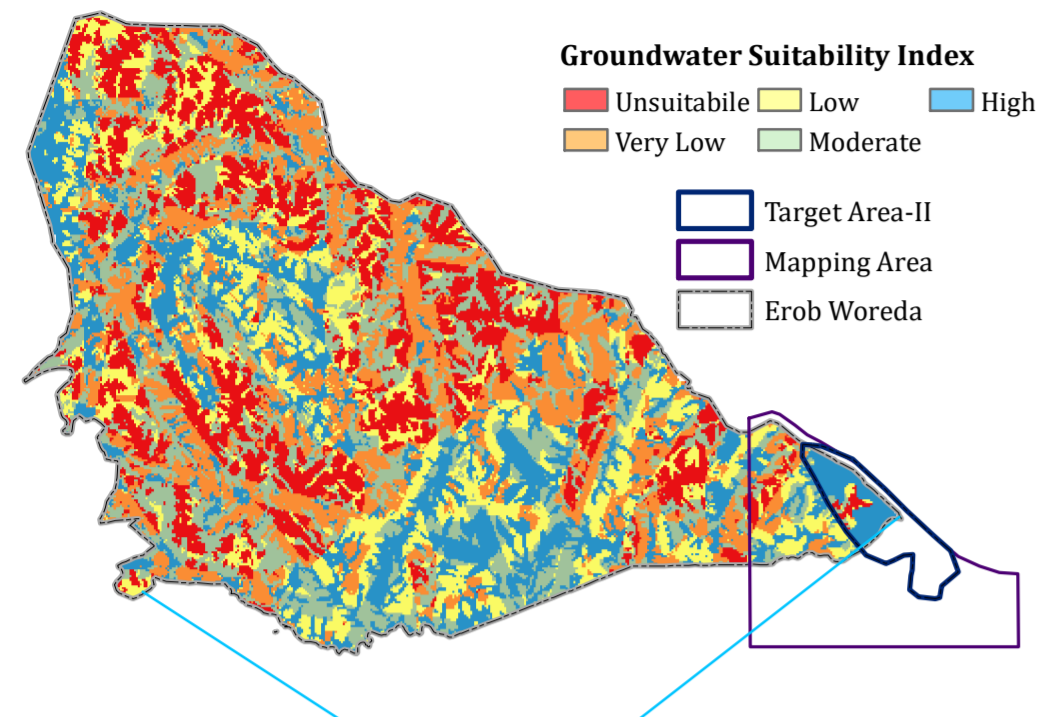 Groundwater Suitability Index
Unsuitabile Low High
Very Low Moderate
Target Area-II
Mapping Area
Erob Woreda